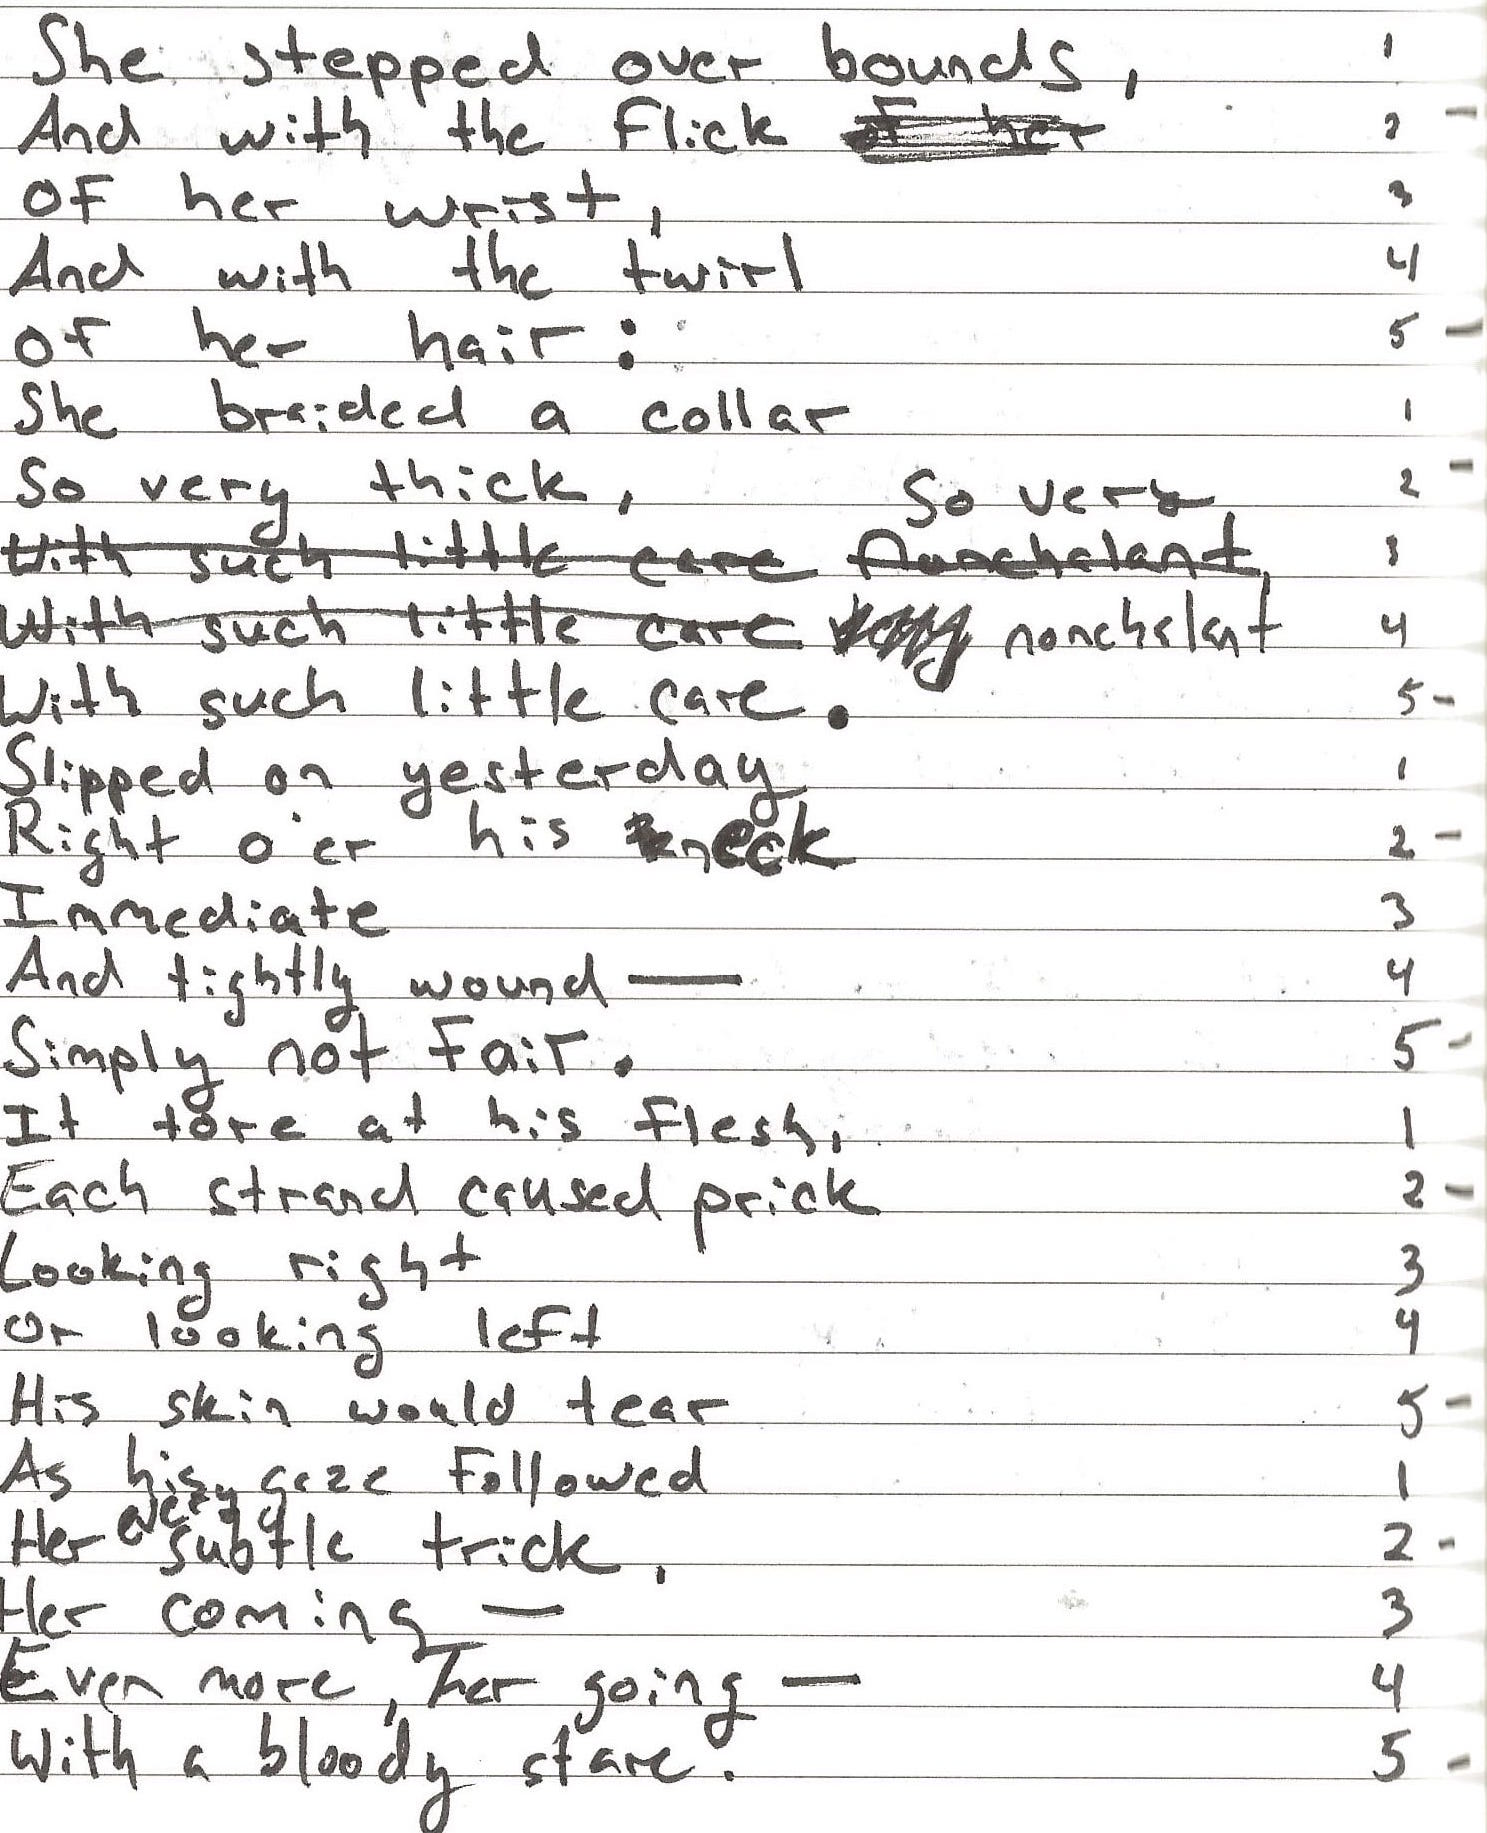 She stepped over bounds, 1
And with the flick of her 2 -
of her wrist, 3
And with the twirl 4
of her hair: 5 -
She braided a collar 1
So very thick, 2 -
So very
With such little care Nonchalant, 3
With such little care very nonchalant 4
With such little care. 5 -
Slipped on yesterday 1
Right o'er his neck 2 -
Immediate 3
And tightly wound — 4
Simply not fair. 5 -
It tore at his flesh, 1
Each strand caused prick 2 -
Looking right 3
Or looking left 4
His skin would tear 5 -
As his gaze followed 1
every
Her subtle trick, 2 -
Her coming — 3
Even more, her going — 4
With a bloody stare. 5 -